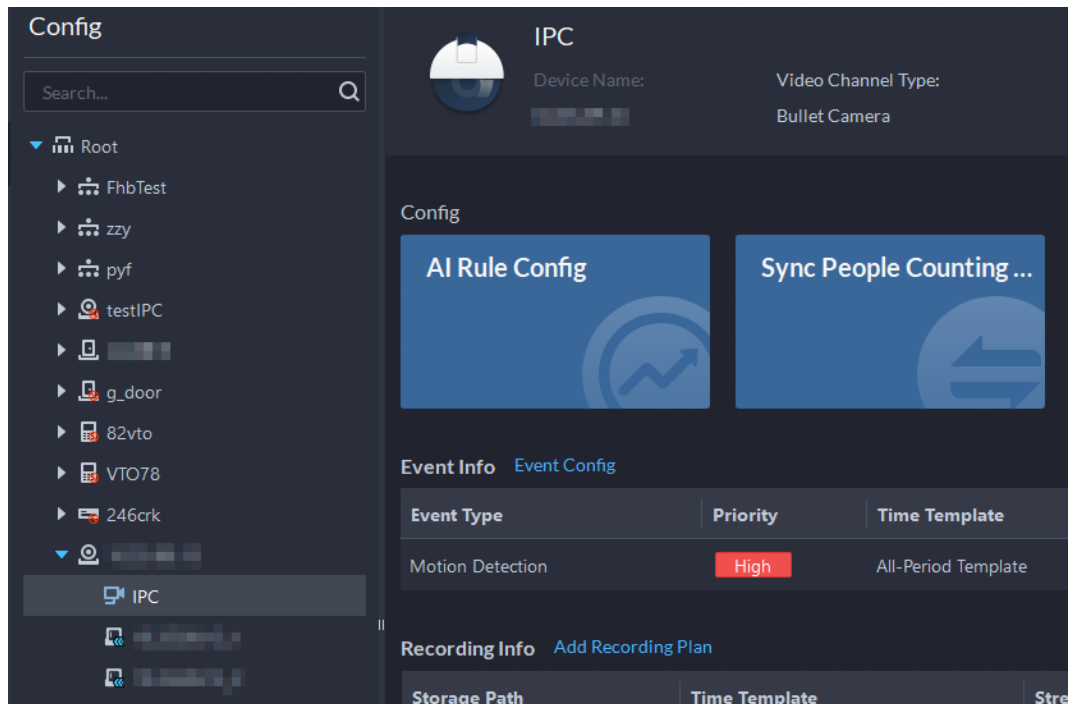 Config
Search...
Root
FhbTest
zzy
pyf
testIPC
g_door
82vto
VTO78
246crk
IPC
IPC
Device Name:
Video Channel Type:
Bullet Camera
Config
AI Rule Config
Sync People Counting ...
Event Info Event Config
Event Type Priority Time Template
Motion Detection High All-Period Template
Recording Info Add Recording Plan
Storage Path Time Template Stre